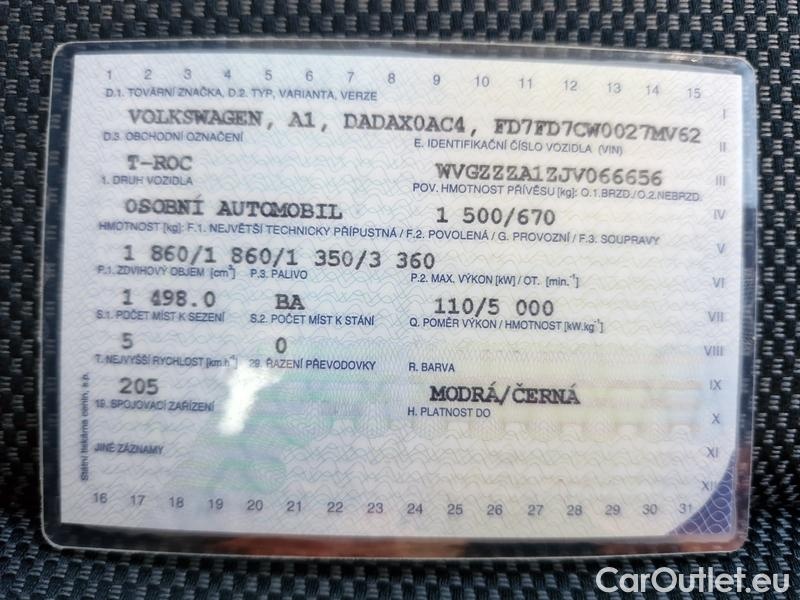 1 2 3 4 5 6 7 8 9 10 11 12 13 14 15
D.1. TOVÁRNÍ ZNAČKA, D.2. TYP, VARIANTA, VERZE
I
VOLKSWAGEN, A1, DADAX0AC4, FD7FD7CW0027MV62
D.3. OBCHODNÍ OZNAČENÍ E. IDENTIFIKAČNÍ ČÍSLO VOZIDLA (VIN) II
T-ROC WVGZZZA1ZJV066656 III
1. DRUH VOZIDLA POV. HMOTNOST PŘÍVĚSU [kg]: O.1.BRZD./O.2.NEBRZD.
OSOBNÍ AUTOMOBIL 1 500/670 IV
HMOTNOST [kg]: F.1. NEJVĚTŠÍ TECHNICKY PŘÍPUSTNÁ / F.2. POVOLENÁ / G. PROVOZNÍ / F.3. SOUPRAVY
1 860/1 860/1 350/3 360 V
P.1. ZDVIHOVÝ OBJEM [cm³] P.3. PALIVO P.2. MAX. VÝKON [kW] / OT. [min.⁻¹] VI
1 498.0 BA 110/5 000
S.1. POČET MÍST K SEZENÍ S.2. POČET MÍST K STÁNÍ Q. POMĚR VÝKON / HMOTNOST [kW.kg⁻¹] VII
5 0 VIII
T. NEJVYŠŠÍ RYCHLOST [km.h⁻¹] 29. ŘAZENÍ PŘEVODOVKY R. BARVA
205 MODRÁ/ČERNÁ IX
19. SPOJOVACÍ ZAŘÍZENÍ H. PLATNOST DO X
JINÉ ZÁZNAMY XI
XII
16 17 18 19 20 21 22 23 24 25 26 27 28 29 30 31
Státní tiskárna cenin, s.p.
CarOutlet.eu